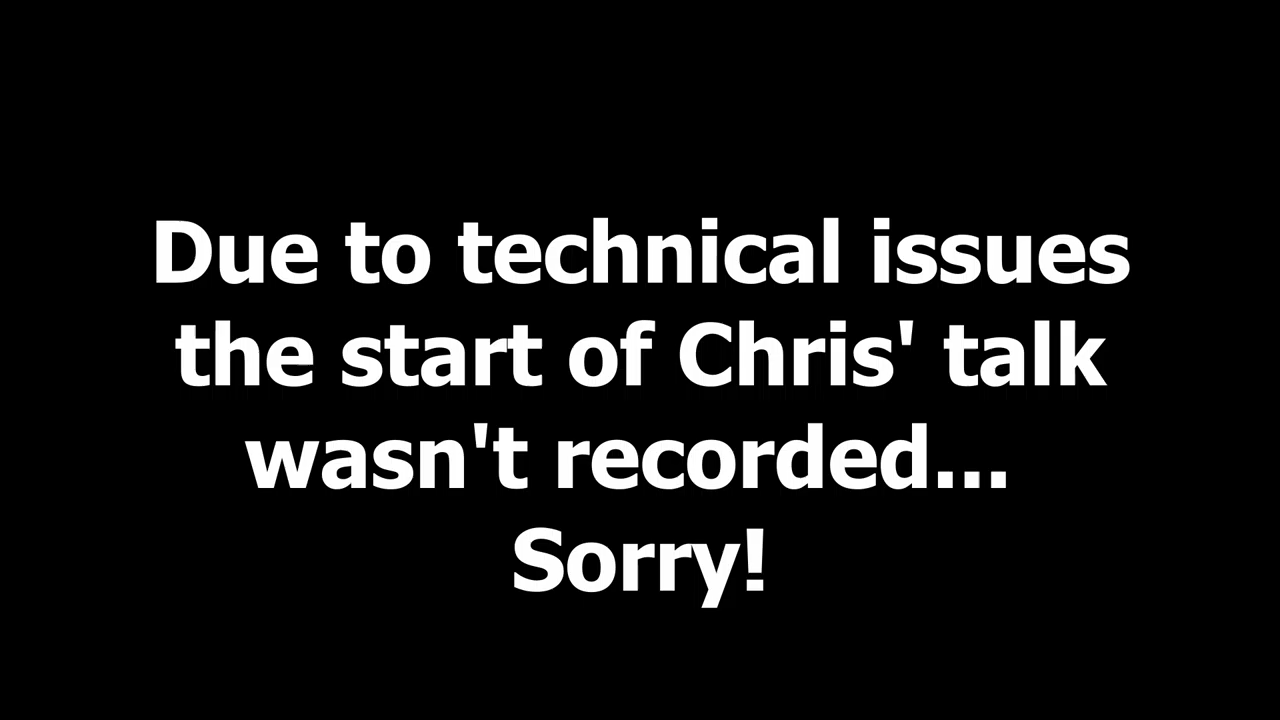 Due to technical issues
the start of Chris' talk
wasn't recorded...
Sorry!